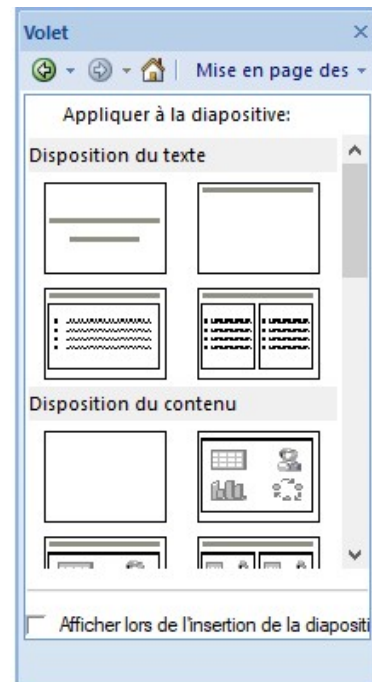 Volet
Mise en page des
Appliquer à la diapositive:
Disposition du texte
Disposition du contenu
Afficher lors de l'insertion de la diapositi